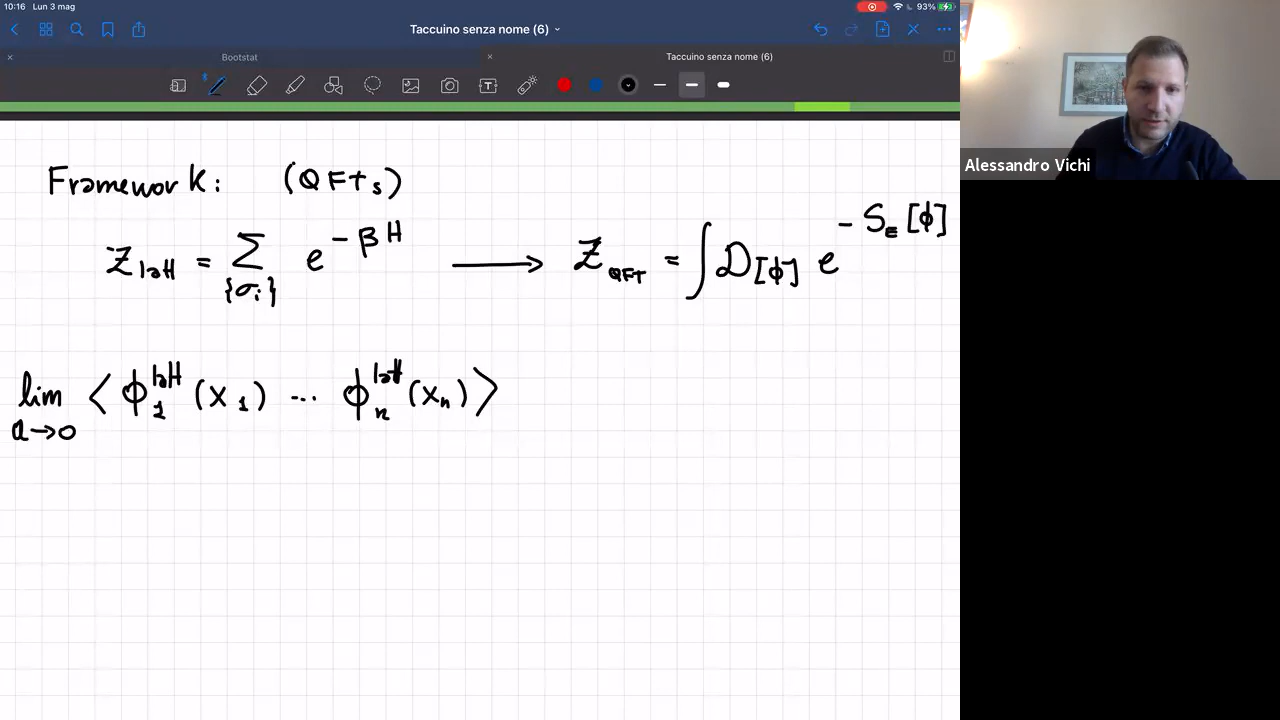 10:16 Lun 3 mag
93%
Taccuino senza nome (6)
Bootstat
Taccuino senza nome (6)
Framework: (QFTs)
Z_latt = Σ_{σi} e^{-βH} ⟶ Z_QFT = ∫ D[ϕ] e^{-S_E[ϕ]}
lim_{a→0} ⟨ϕ_1^{latt}(x_1) ... ϕ_n^{latt}(x_n)⟩
Alessandro Vichi